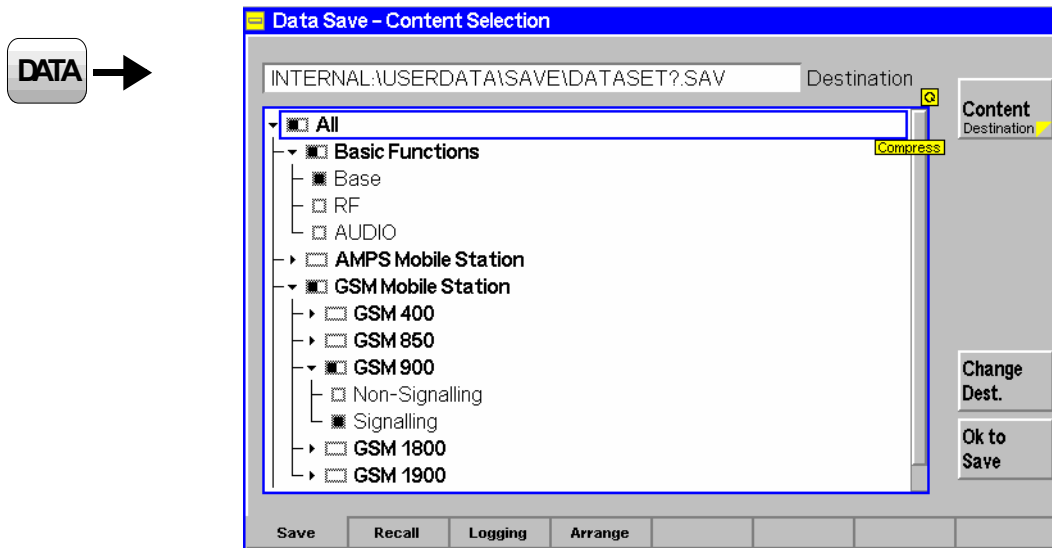 DATA
Data Save – Content Selection
INTERNAL:\USERDATA\SAVE\DATASET?.SAV Destination
Content
Destination
All
Compress
Basic Functions
Base
RF
AUDIO
AMPS Mobile Station
GSM Mobile Station
GSM 400
GSM 850
GSM 900
Non-Signalling
Signalling
GSM 1800
GSM 1900
Change
Dest.
Ok to
Save
Save Recall Logging Arrange